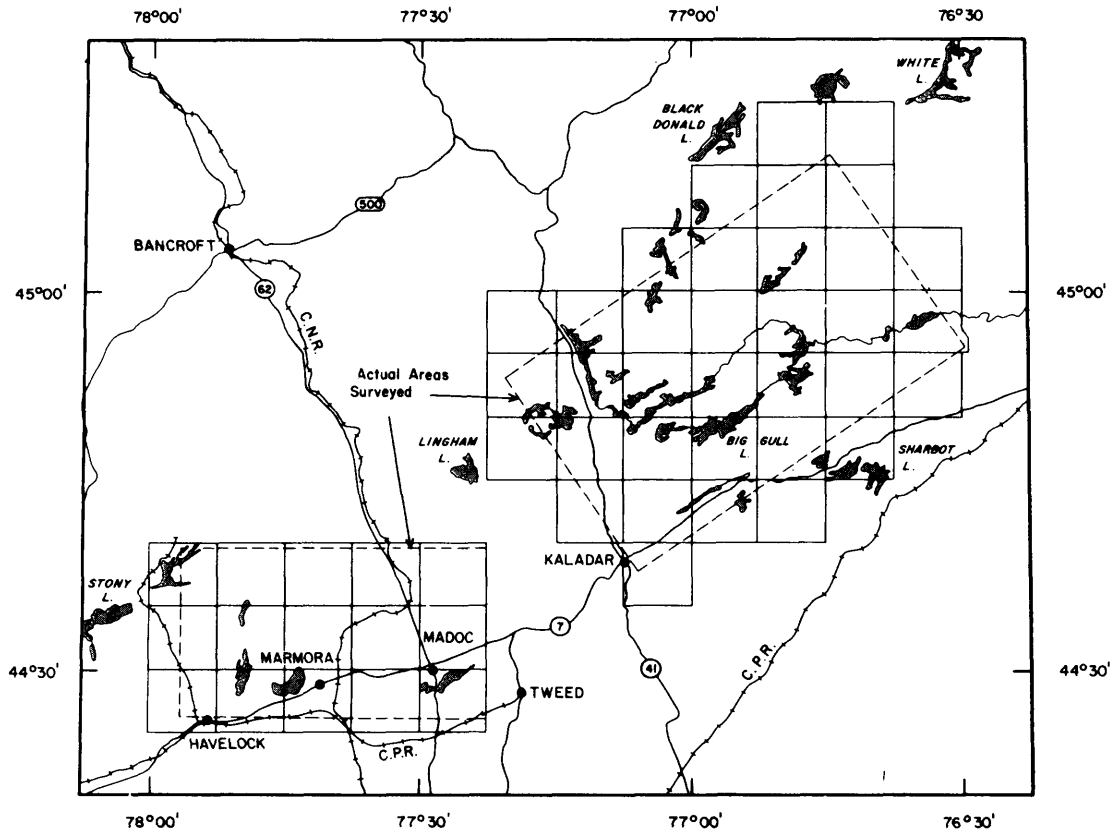 78°00'
77°30'
77°00'
76°30'
WHITE
L.
BLACK
DONALD
L.
500
BANCROFT
45°00'
45°00'
62
C.N.R.
Actual Areas
Surveyed
LINGHAM
L.
BIG GULL
L.
SHARBOT
L.
KALADAR
STONY
L.
7
MADOC
MARMORA
44°30'
41
C.P.R.
44°30'
TWEED
HAVELOCK
C.P.R.
78°00'
77°30'
77°00'
76°30'